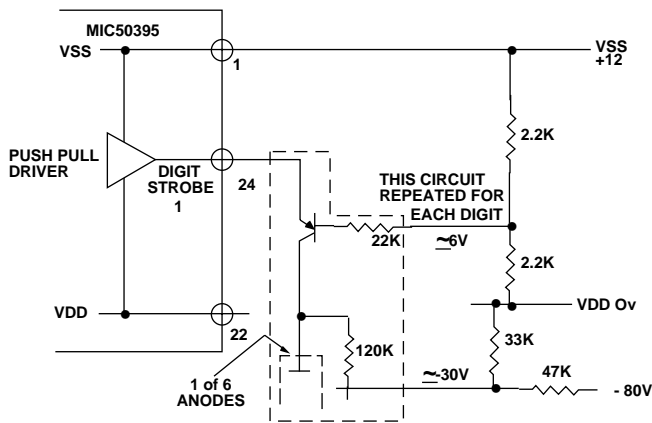 MIC50395
VSS
1
VSS
+12
2.2K
PUSH PULL
DRIVER
DIGIT
STROBE
1
24
THIS CIRCUIT
REPEATED FOR
EACH DIGIT
22K
~6V
2.2K
VDD
22
VDD Ov
33K
120K
1 of 6
ANODES
~-30V
47K
- 80V